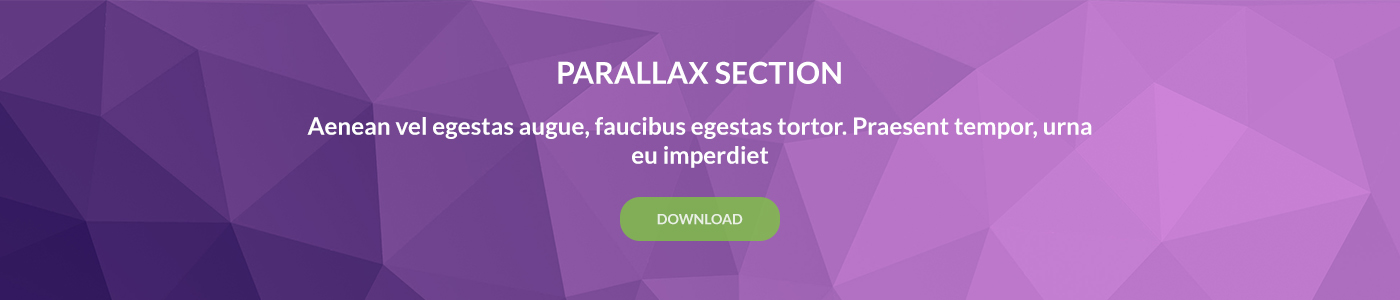 PARALLAX SECTION
Aenean vel egestas augue, faucibus egestas tortor. Praesent tempor, urna
eu imperdiet
DOWNLOAD